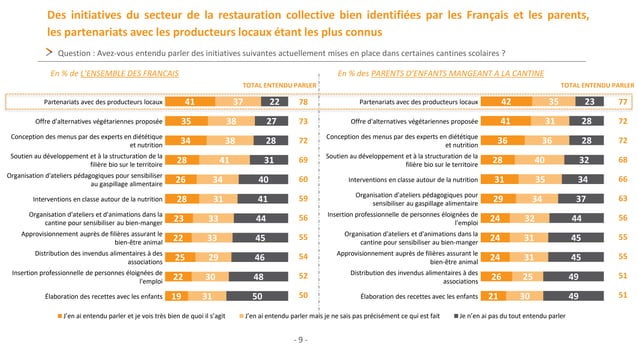 Des initiatives du secteur de la restauration collective bien identifiées par les Français et les parents,
les partenariats avec les producteurs locaux étant les plus connus
Question : Avez-vous entendu parler des initiatives suivantes actuellement mises en place dans certaines cantines scolaires ?
En % de L'ENSEMBLE DES FRANCAIS
TOTAL ENTENDU PARLER
Partenariats avec des producteurs locaux 41 37 22 78
Offre d'alternatives végétariennes proposée 35 38 27 73
Conception des menus par des experts en diététique
et nutrition 34 38 28 72
Soutien au développement et à la structuration de la
filière bio sur le territoire 28 41 31 69
Organisation d'ateliers pédagogiques pour sensibiliser
au gaspillage alimentaire 26 34 40 60
Interventions en classe autour de la nutrition 28 31 41 59
Organisation d'ateliers et d'animations dans la
cantine pour sensibiliser au bien-manger 23 33 44 56
Approvisionnement auprès de filières assurant le
bien-être animal 22 33 45 55
Distribution des invendus alimentaires à des
associations 25 29 46 54
Insertion professionnelle de personnes éloignées de
l'emploi 22 30 48 52
Élaboration des recettes avec les enfants 19 31 50 50
En % des PARENTS D'ENFANTS MANGEANT A LA CANTINE
TOTAL ENTENDU PARLER
Partenariats avec des producteurs locaux 42 35 23 77
Offre d'alternatives végétariennes proposée 41 31 28 72
Conception des menus par des experts en diététique
et nutrition 36 36 28 72
Soutien au développement et à la structuration de la
filière bio sur le territoire 28 40 32 68
Interventions en classe autour de la nutrition 31 35 34 66
Organisation d'ateliers pédagogiques pour
sensibiliser au gaspillage alimentaire 29 34 37 63
Insertion professionnelle de personnes éloignées de
l'emploi 24 32 44 56
Organisation d'ateliers et d'animations dans la
cantine pour sensibiliser au bien-manger 24 31 45 55
Approvisionnement auprès de filières assurant le
bien-être animal 24 31 45 55
Distribution des invendus alimentaires à des
associations 26 25 49 51
Élaboration des recettes avec les enfants 21 30 49 51
J'en ai entendu parler et je vois très bien de quoi il s'agit
J'en ai entendu parler mais je ne sais pas précisément ce qui est fait
Je n'en ai pas du tout entendu parler
- 9 -